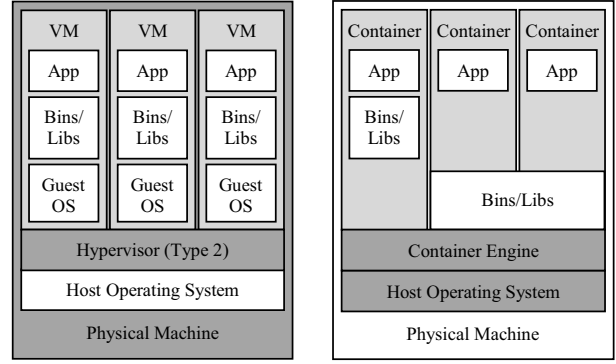 VM VM VM
App App App
Bins/ Bins/ Bins/
Libs Libs Libs
Guest Guest Guest
OS OS OS
Hypervisor (Type 2)
Host Operating System
Physical Machine
Container Container Container
App App App
Bins/
Libs
Bins/Libs
Container Engine
Host Operating System
Physical Machine